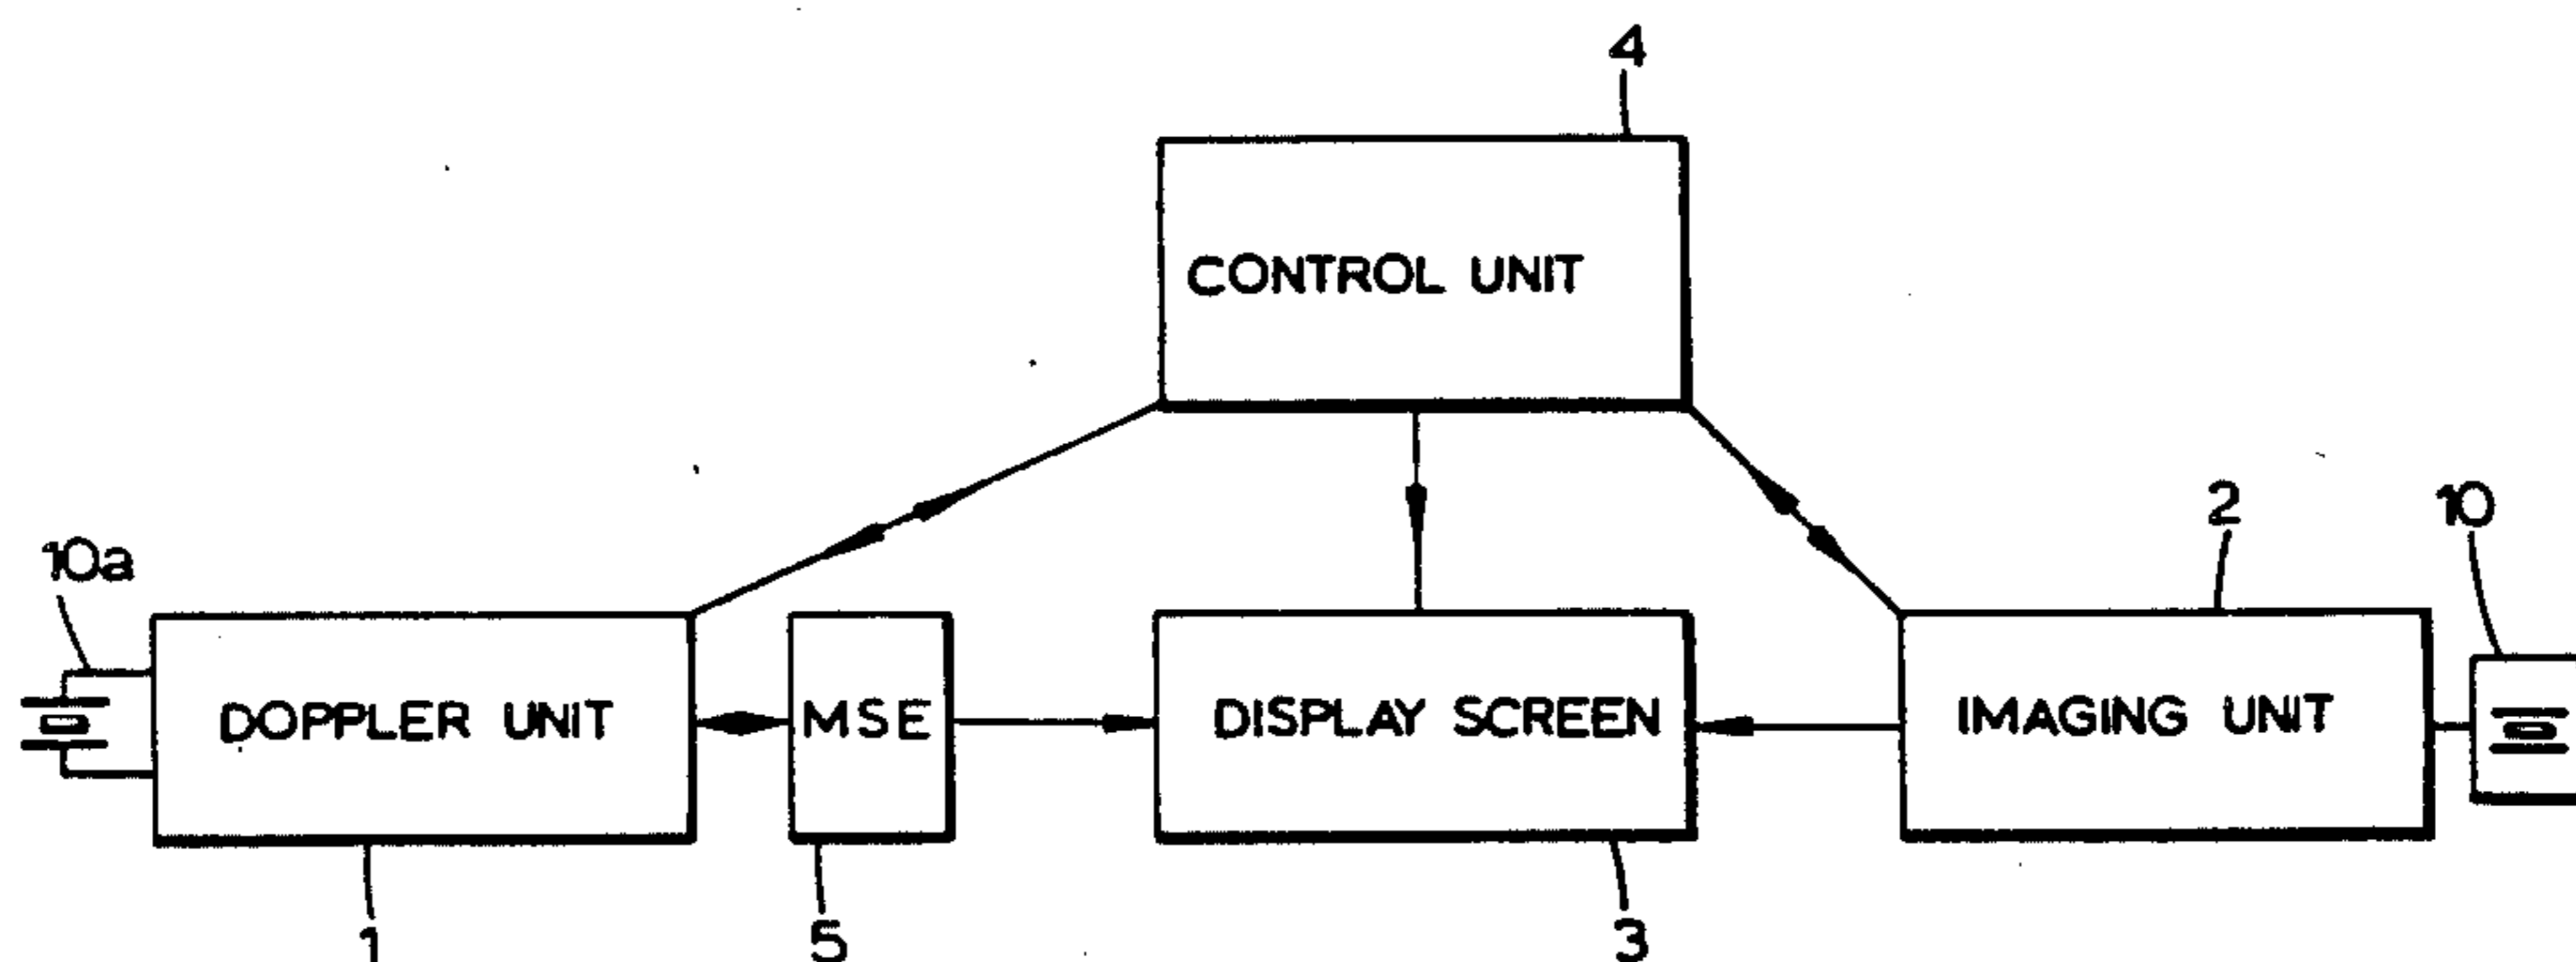 4
CONTROL UNIT
2
10
10a
DOPPLER UNIT
MSE
DISPLAY SCREEN
IMAGING UNIT
1
5
3